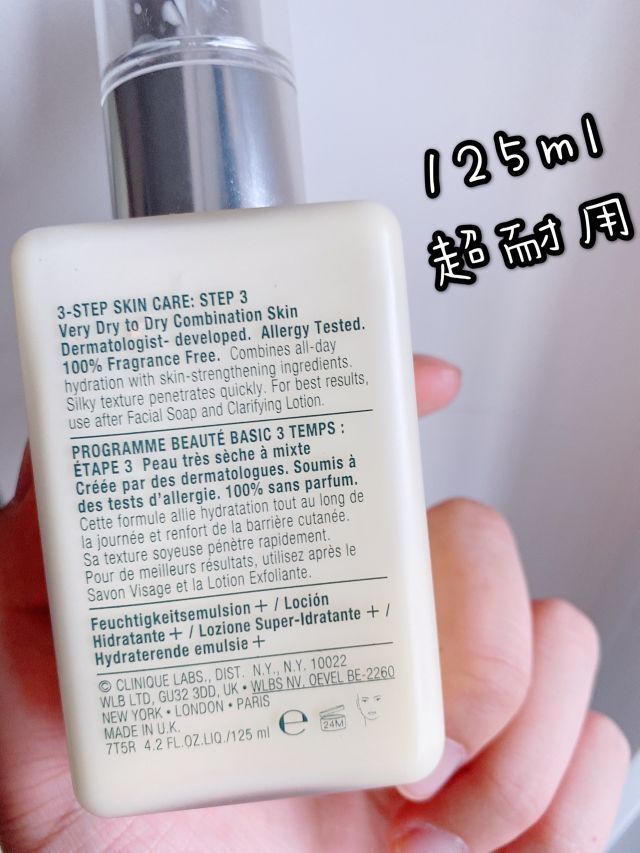 125ml
超耐用
3-STEP SKIN CARE: STEP 3
Very Dry to Dry Combination Skin
Dermatologist- developed. Allergy Tested.
100% Fragrance Free. Combines all-day
hydration with skin-strengthening ingredients.
Silky texture penetrates quickly. For best results,
use after Facial Soap and Clarifying Lotion.
PROGRAMME BEAUTÉ BASIC 3 TEMPS :
ÉTAPE 3 Peau très sèche à mixte
Créée par des dermatologues. Soumis à
des tests d'allergie. 100% sans parfum.
Cette formule allie hydratation tout au long de
la journée et renfort de la barrière cutanée.
Sa texture soyeuse pénètre rapidement.
Pour de meilleurs résultats, utilisez après le
Savon Visage et la Lotion Exfoliante.
Feuchtigkeitsemulsion + / Loción
Hidratante + / Lozione Super-Idratante + /
Hydraterende emulsie +
© CLINIQUE LABS., DIST. N.Y., N.Y. 10022
WLB LTD, GU32 3DD, UK • WLBS NV. OEVEL BE-2260
NEW YORK • LONDON • PARIS
MADE IN U.K.
7T5R 4.2 FL.OZ.LIQ./125 ml e 24M